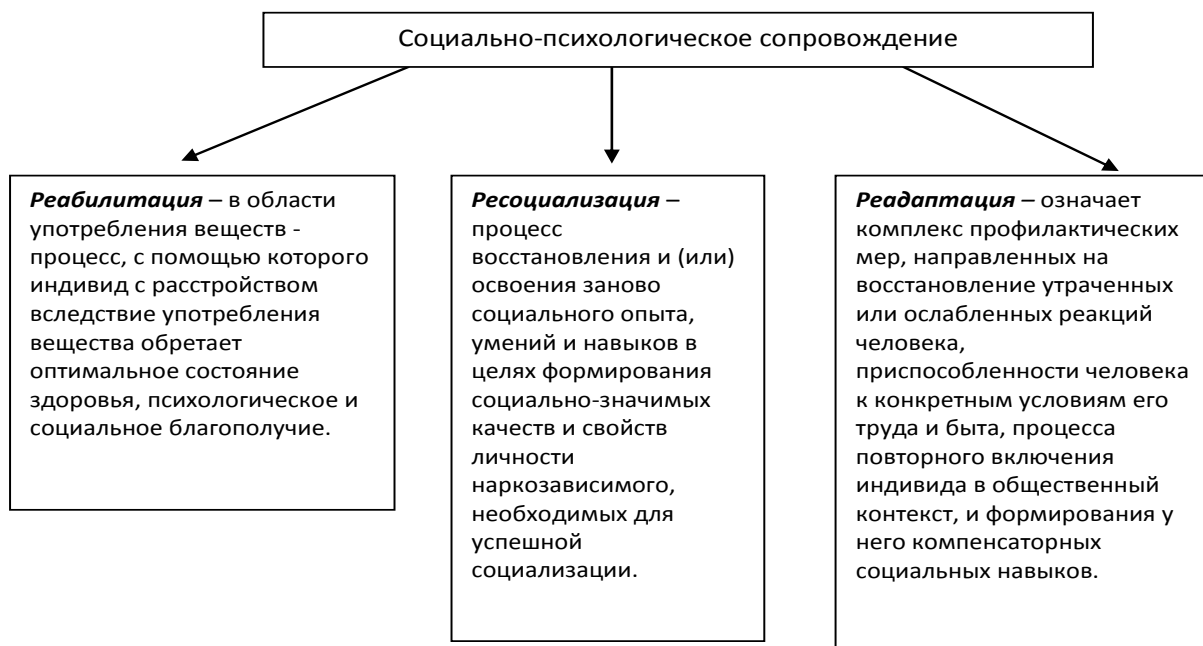 Социально-психологическое сопровождение
Реабилитация – в области
употребления веществ -
процесс, с помощью которого
индивид с расстройством
вследствие употребления
вещества обретает
оптимальное состояние
здоровья, психологическое и
социальное благополучие.
Ресоциализация –
процесс
восстановления и (или)
освоения заново
социального опыта,
умений и навыков в
целях формирования
социально-значимых
качеств и свойств
личности
наркозависимого,
необходимых для
успешной
социализации.
Реадаптация – означает
комплекс профилактических
мер, направленных на
восстановление утраченных
или ослабленных реакций
человека,
приспособленности человека
к конкретным условиям его
труда и быта, процесса
повторного включения
индивида в общественный
контекст, и формирования у
него компенсаторных
социальных навыков.